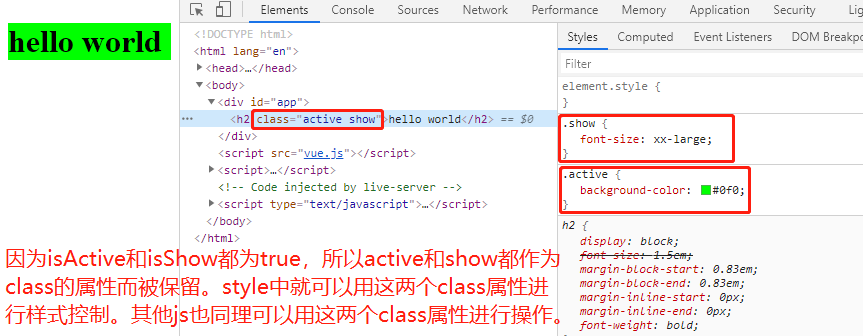 Elements Console Sources Network Performance Memory Application Security L
hello world
<!DOCTYPE html>
<html lang="en">
<head>…</head>
<body>
<div id="app">
<h2 class="active show">hello world</h2> == $0
</div>
<script src="vue.js"></script>
<script>…</script>
<!-- Code injected by live-server -->
<script type="text/javascript">…</script>
</body>
</html>
Styles Computed Event Listeners DOM Breakpo
Filter
element.style {
}
.show {
font-size: xx-large;
}
.active {
background-color: #0f0;
}
h2 {
display: block;
font-size: 1.5em;
margin-block-start: 0.83em;
margin-block-end: 0.83em;
margin-inline-start: 0px;
margin-inline-end: 0px;
font-weight: bold;
因为isActive和isShow都为true，所以active和show都作为
class的属性而被保留。style中就可以用这两个class属性进
行样式控制。其他js也同理可以用这两个class属性进行操作。